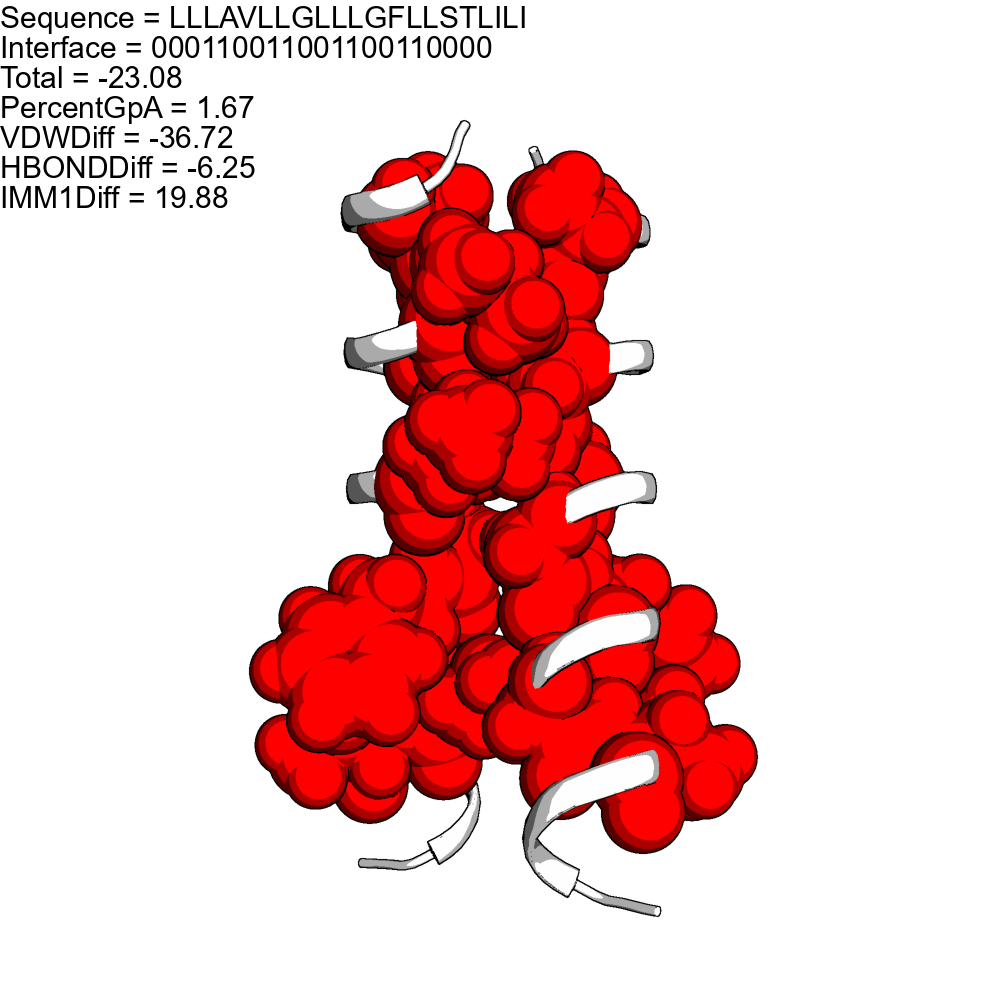 Sequence = LLLAVLLGLLLGFLLSTLILI
Interface = 000110011001100110000
Total = -23.08
PercentGpA = 1.67
VDWDiff = -36.72
HBONDDiff = -6.25
IMM1Diff = 19.88